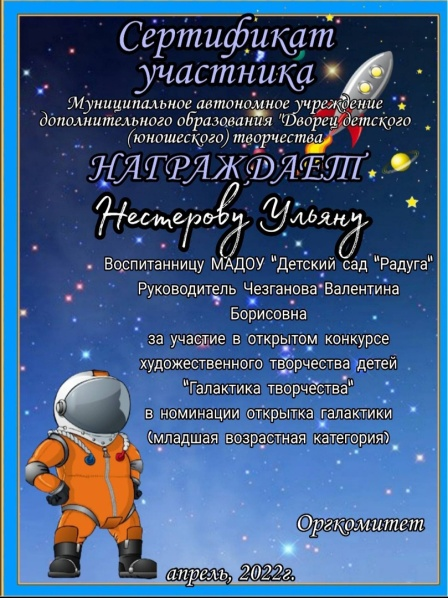 Сертификат
участника
Муниципальное автономное учреждение
дополнительного образования "Дворец детского
(юношеского) творчества
НАГРАЖДАЕТ
Нестерову Ульяну
Воспитанницу МАДОУ "Детский сад "Радуга"
Руководитель Чезганова Валентина
Борисовна
за участие в открытом конкурсе
художественного творчества детей
"Галактика творчества"
в номинации открытка галактики
(младшая возрастная категория)
Оргкомитет
апрель, 2022г.